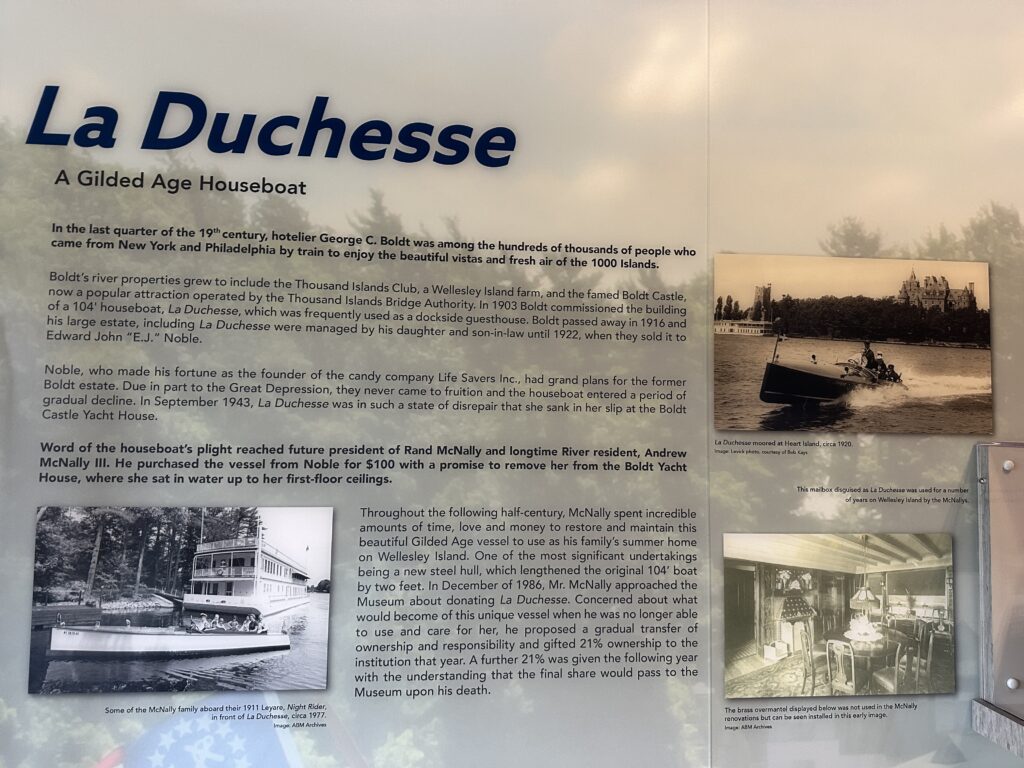 La Duchesse
A Gilded Age Houseboat
In the last quarter of the 19th century, hotelier George C. Boldt was among the hundreds of thousands of people who
came from New York and Philadelphia by train to enjoy the beautiful vistas and fresh air of the 1000 Islands.
Boldt's river properties grew to include the Thousand Islands Club, a Wellesley Island farm, and the famed Boldt Castle,
now a popular attraction operated by the Thousand Islands Bridge Authority. In 1903 Boldt commissioned the building
of a 104' houseboat, La Duchesse, which was frequently used as a dockside guesthouse. Boldt passed away in 1916 and
his large estate, including La Duchesse were managed by his daughter and son-in-law until 1922, when they sold it to
Edward John "E.J." Noble.
Noble, who made his fortune as the founder of the candy company Life Savers Inc., had grand plans for the former
Boldt estate. Due in part to the Great Depression, they never came to fruition and the houseboat entered a period of
gradual decline. In September 1943, La Duchesse was in such a state of disrepair that she sank in her slip at the Boldt
Castle Yacht House.
Word of the houseboat's plight reached future president of Rand McNally and longtime River resident, Andrew
McNally III. He purchased the vessel from Noble for $100 with a promise to remove her from the Boldt Yacht
House, where she sat in water up to her first-floor ceilings.
Throughout the following half-century, McNally spent incredible
amounts of time, love and money to restore and maintain this
beautiful Gilded Age vessel to use as his family's summer home
on Wellesley Island. One of the most significant undertakings
being a new steel hull, which lengthened the original 104' boat
by two feet. In December of 1986, Mr. McNally approached the
Museum about donating La Duchesse. Concerned about what
would become of this unique vessel when he was no longer able
to use and care for her, he proposed a gradual transfer of
ownership and responsibility and gifted 21% ownership to the
institution that year. A further 21% was given the following year
with the understanding that the final share would pass to the
Museum upon his death.
Some of the McNally family aboard their 1911 Leyare, Night Rider,
in front of La Duchesse, circa 1977.
Image: ABM Archives
La Duchesse moored at Heart Island, circa 1920.
Image: Levick photo, courtesy of Bob Kays
This mailbox disguised as La Duchesse was used for a number
of years on Wellesley Island by the McNallys.
The brass overmantel displayed below was not used in the McNally
renovations but can be seen installed in this early image.
Image: ABM Archives